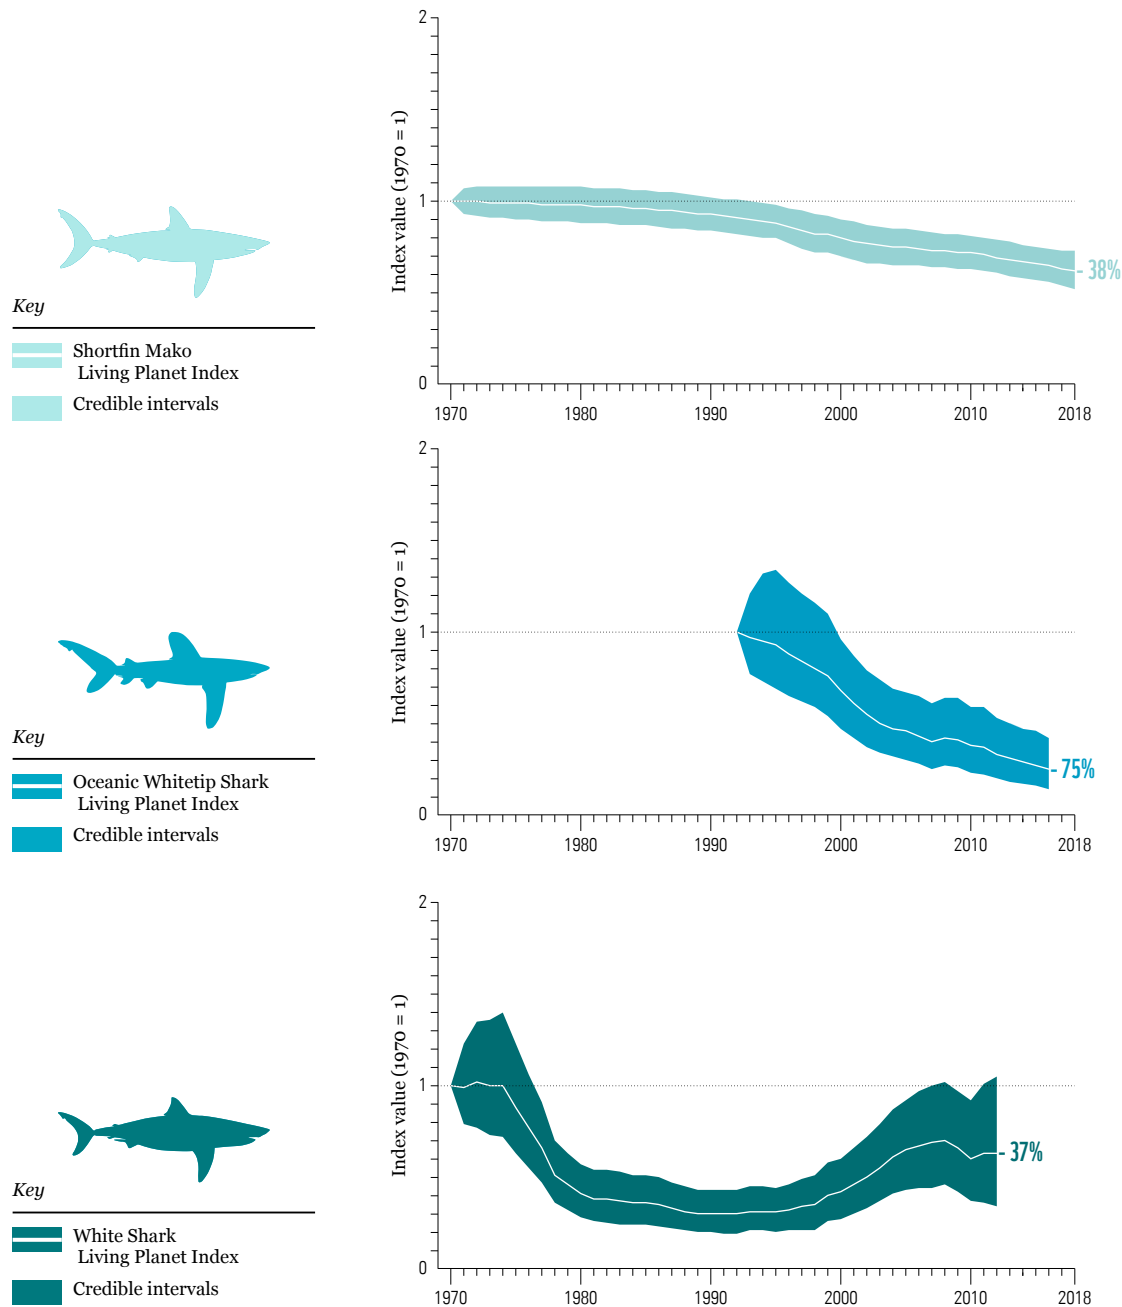 2
Index value (1970 = 1)
1
- 38%
Key
Shortfin Mako
Living Planet Index
Credible intervals
0
1970 1980 1990 2000 2010 2018
2
Index value (1970 = 1)
1
Key
- 75%
Oceanic Whitetip Shark
Living Planet Index
Credible intervals
0
1970 1980 1990 2000 2010 2018
2
Index value (1970 = 1)
1
- 37%
Key
White Shark
Living Planet Index
Credible intervals
0
1970 1980 1990 2000 2010 2018